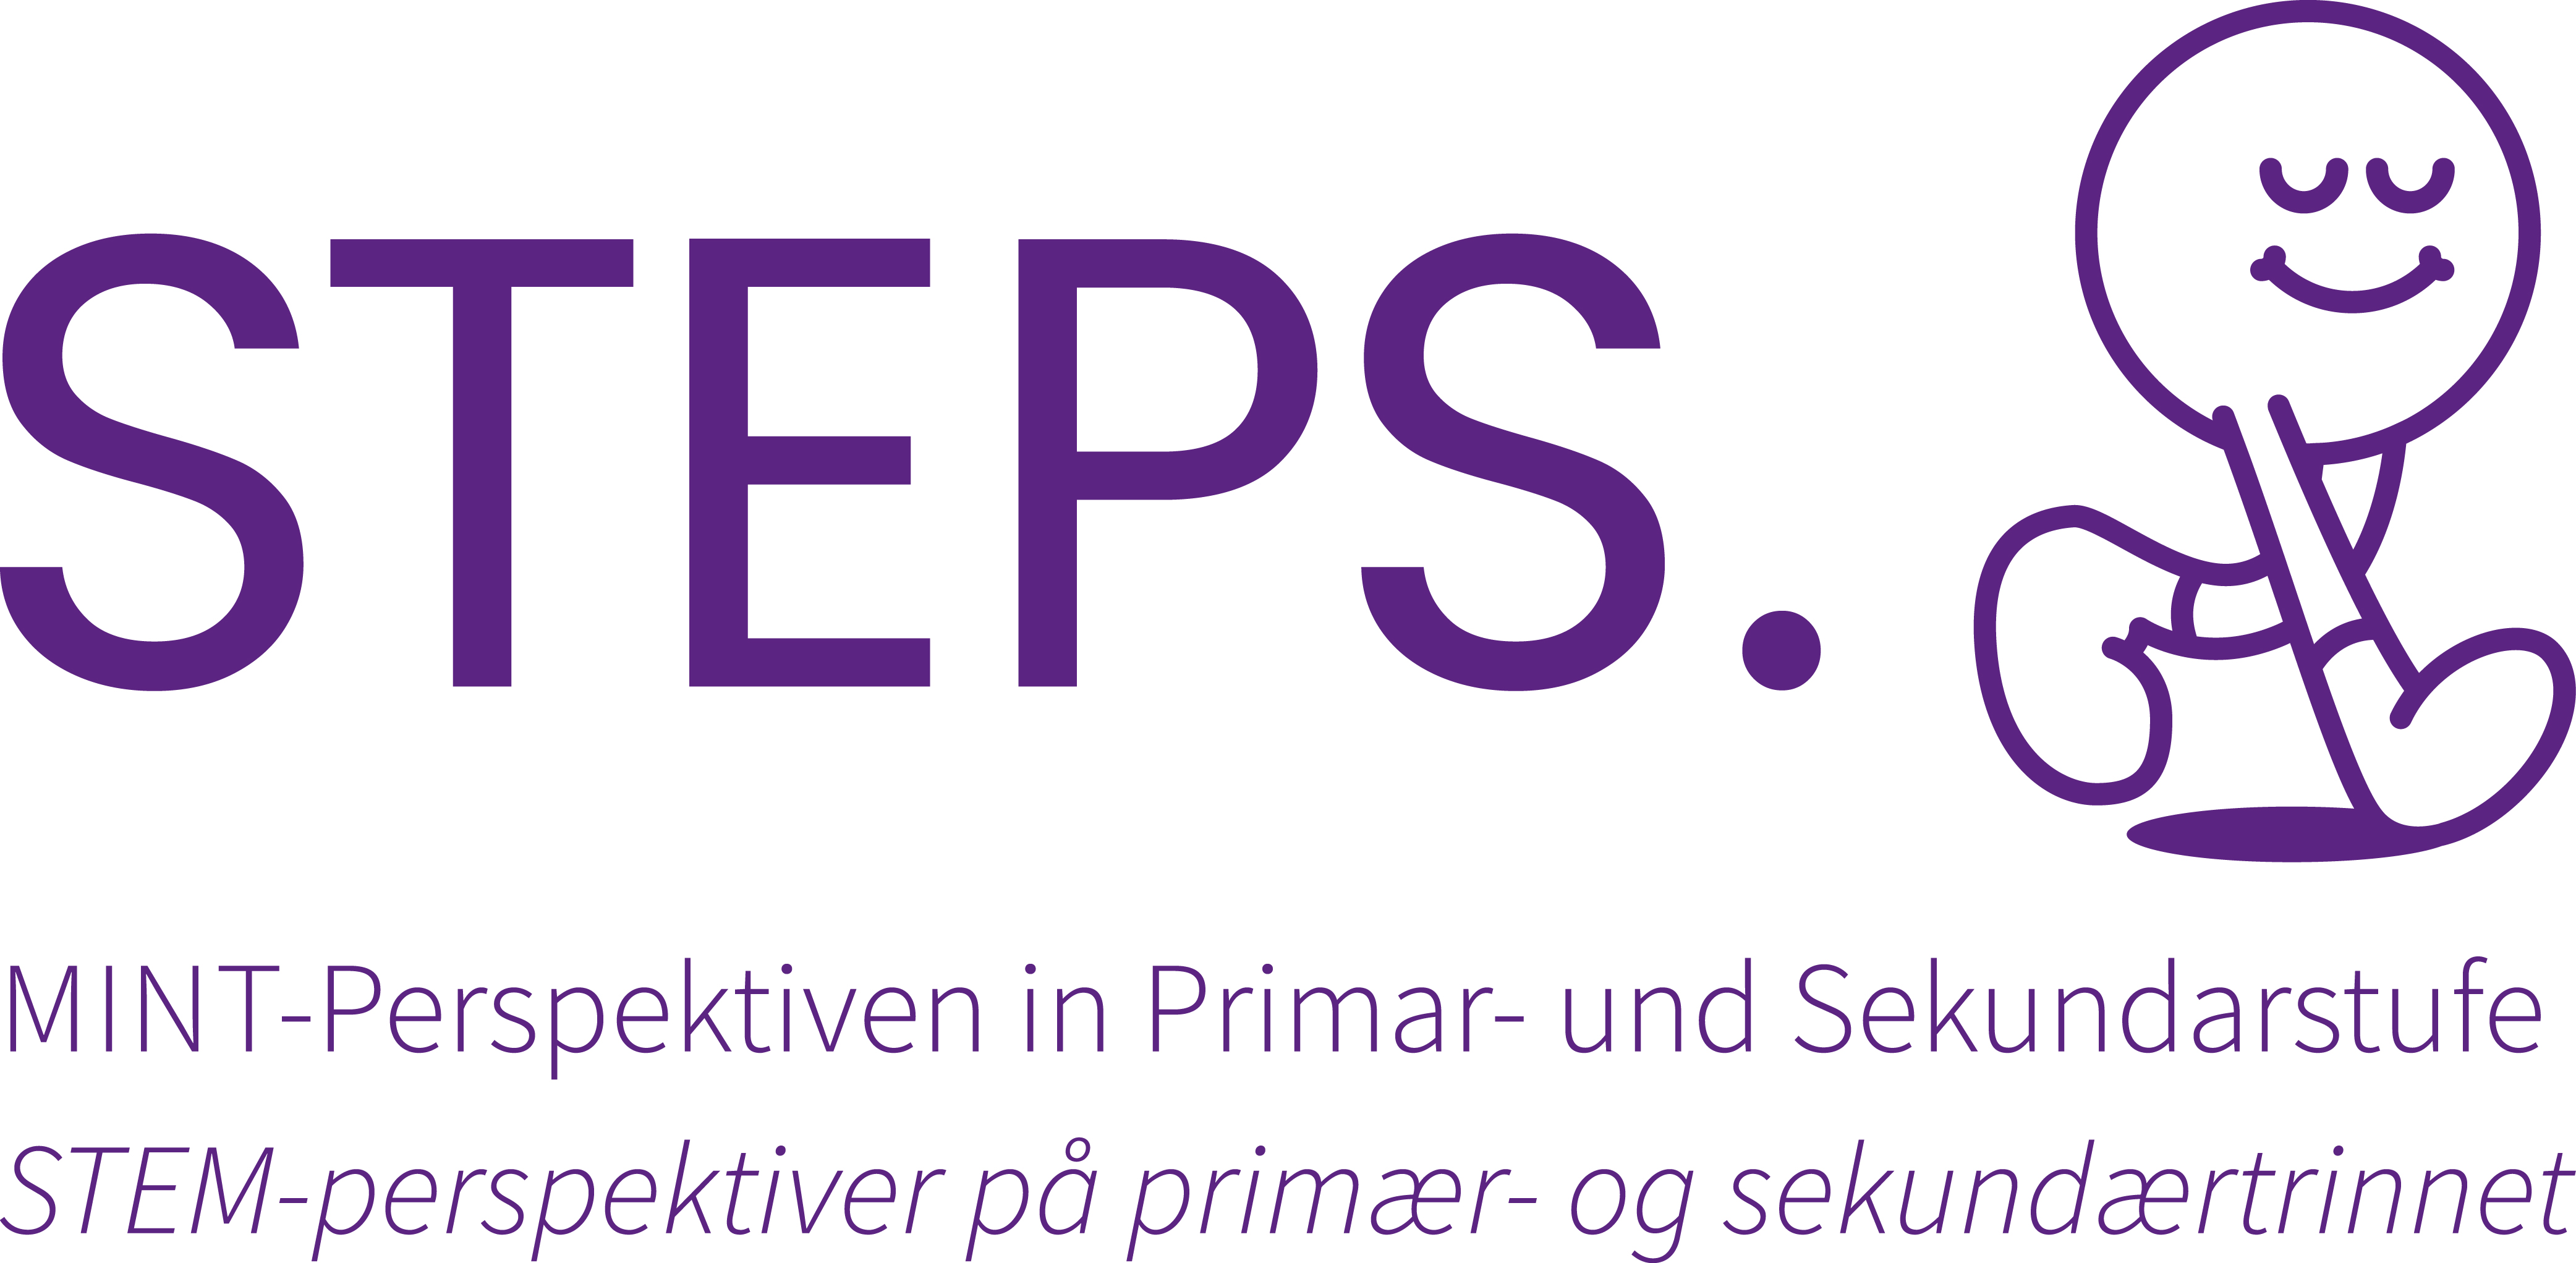 STEPS.
MINT-Perspektiven in Primar- und Sekundarstufe
STEM-perspektiver på primær- og sekundærtrinnet